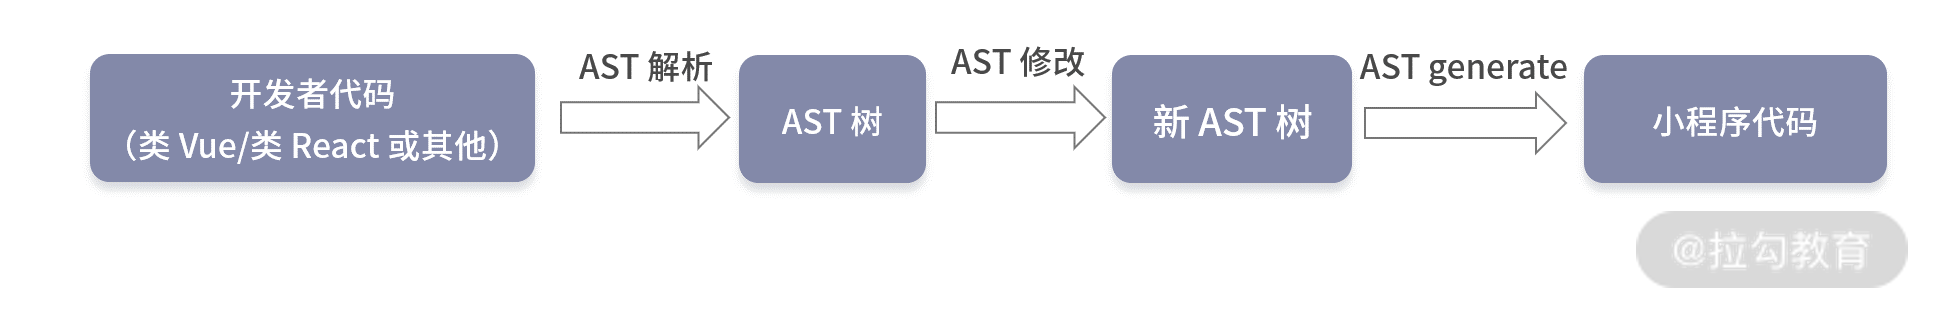 开发者代码
（类 Vue/类 React 或其他）
AST 解析
AST 树
AST 修改
新 AST 树
AST generate
小程序代码
@拉勾教育